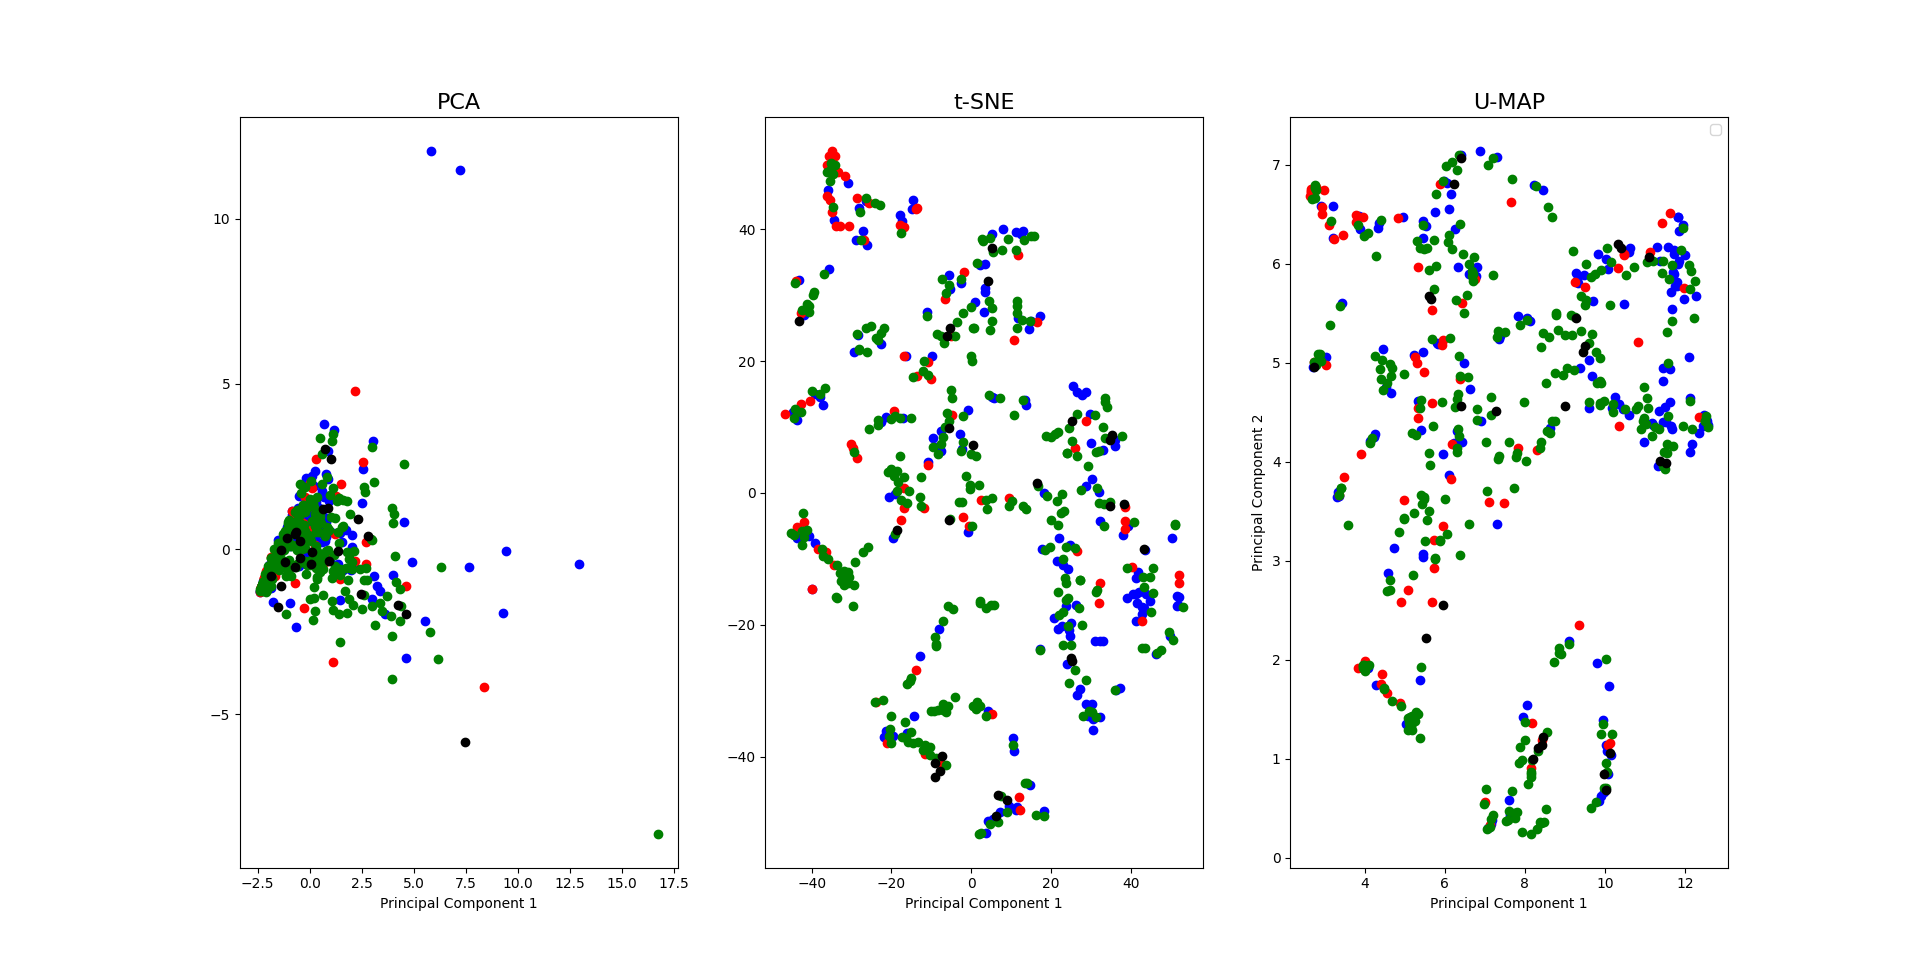 PCA
t-SNE
U-MAP
10
5
0
−5
−2.5 0.0 2.5 5.0 7.5 10.0 12.5 15.0 17.5
Principal Component 1
40
20
0
−20
−40
−40 −20 0 20 40
Principal Component 1
Principal Component 2
7
6
5
4
3
2
1
0
4 6 8 10 12
Principal Component 1